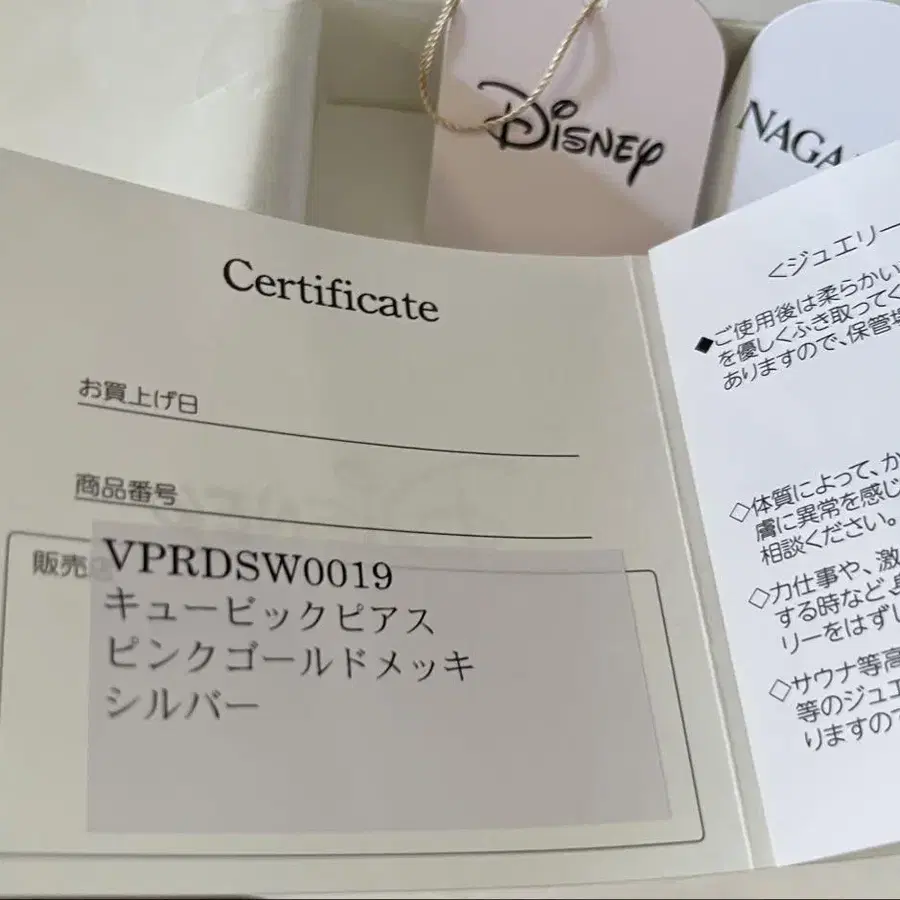 Disney
NAGA
Certificate
お買上げ日
商品番号
販売
VPRDSW0019
キュービックピアス
ピンクゴールドメッキ
シルバー
<ジュエリー
◆ご使用後は柔らかい
を優しくふき取ってく
ありますので、保管場
◇体質によって、か
膚に異常を感じ
相談ください。
◇力仕事や、激
する時など、
リーをはずし
◇サウナ等高
等のジュエ
りますので